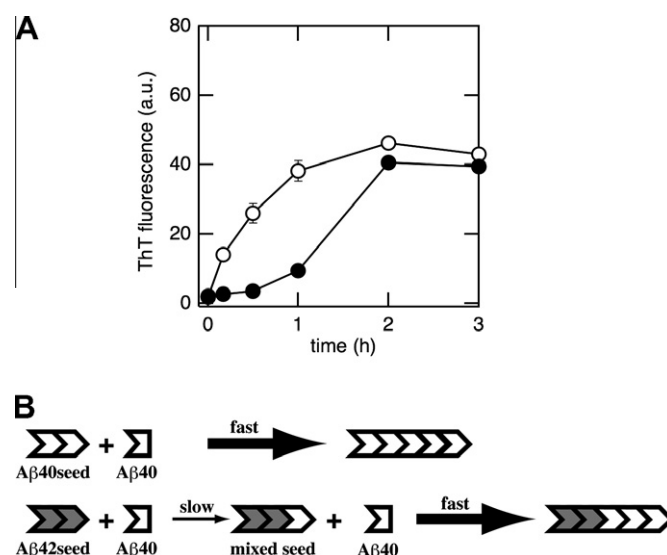 A
80
60
40
20
0
ThT fluorescence (a.u.)
0 1 2 3
time (h)
B
fast
+
Aβ40seed Aβ40
slow fast
+ +
Aβ42seed Aβ40 mixed seed Aβ40